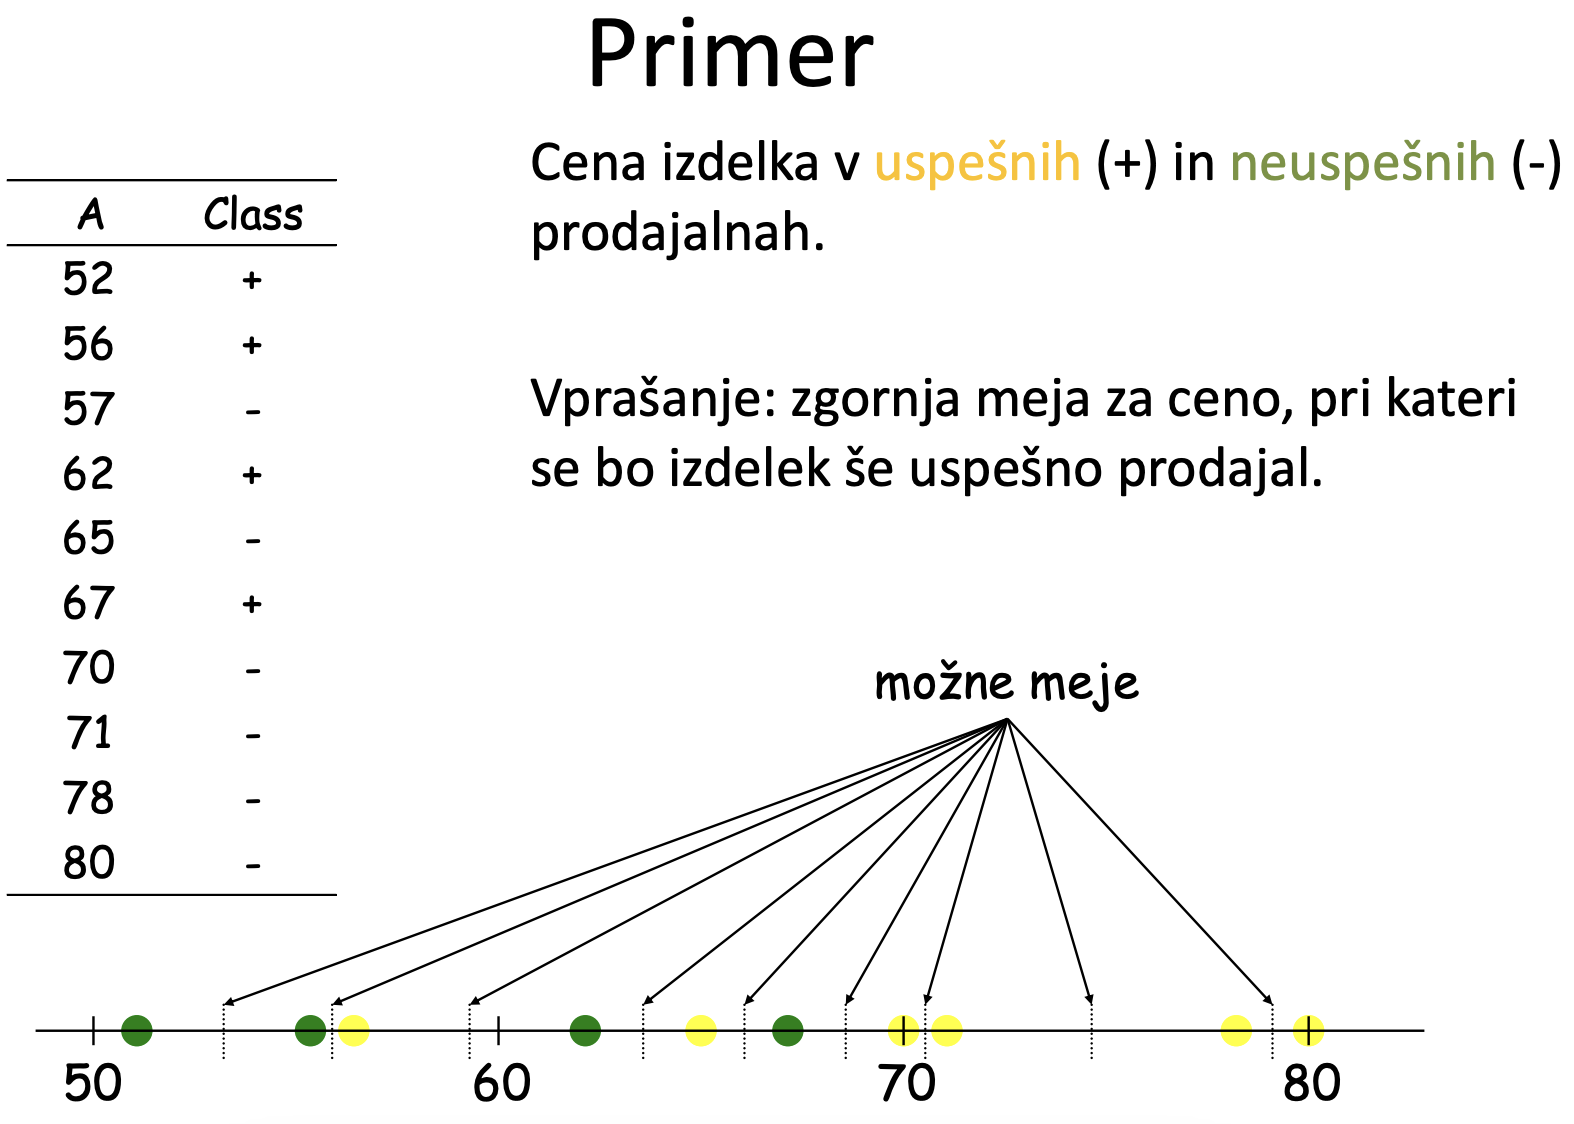 Primer
Cena izdelka v uspešnih (+) in neuspešnih (-)
prodajalnah.
A Class
52 +
56 +
57 -
62 +
65 -
67 +
70 -
71 -
78 -
80 -
Vprašanje: zgornja meja za ceno, pri kateri
se bo izdelek še uspešno prodajal.
možne meje
50 60 70 80